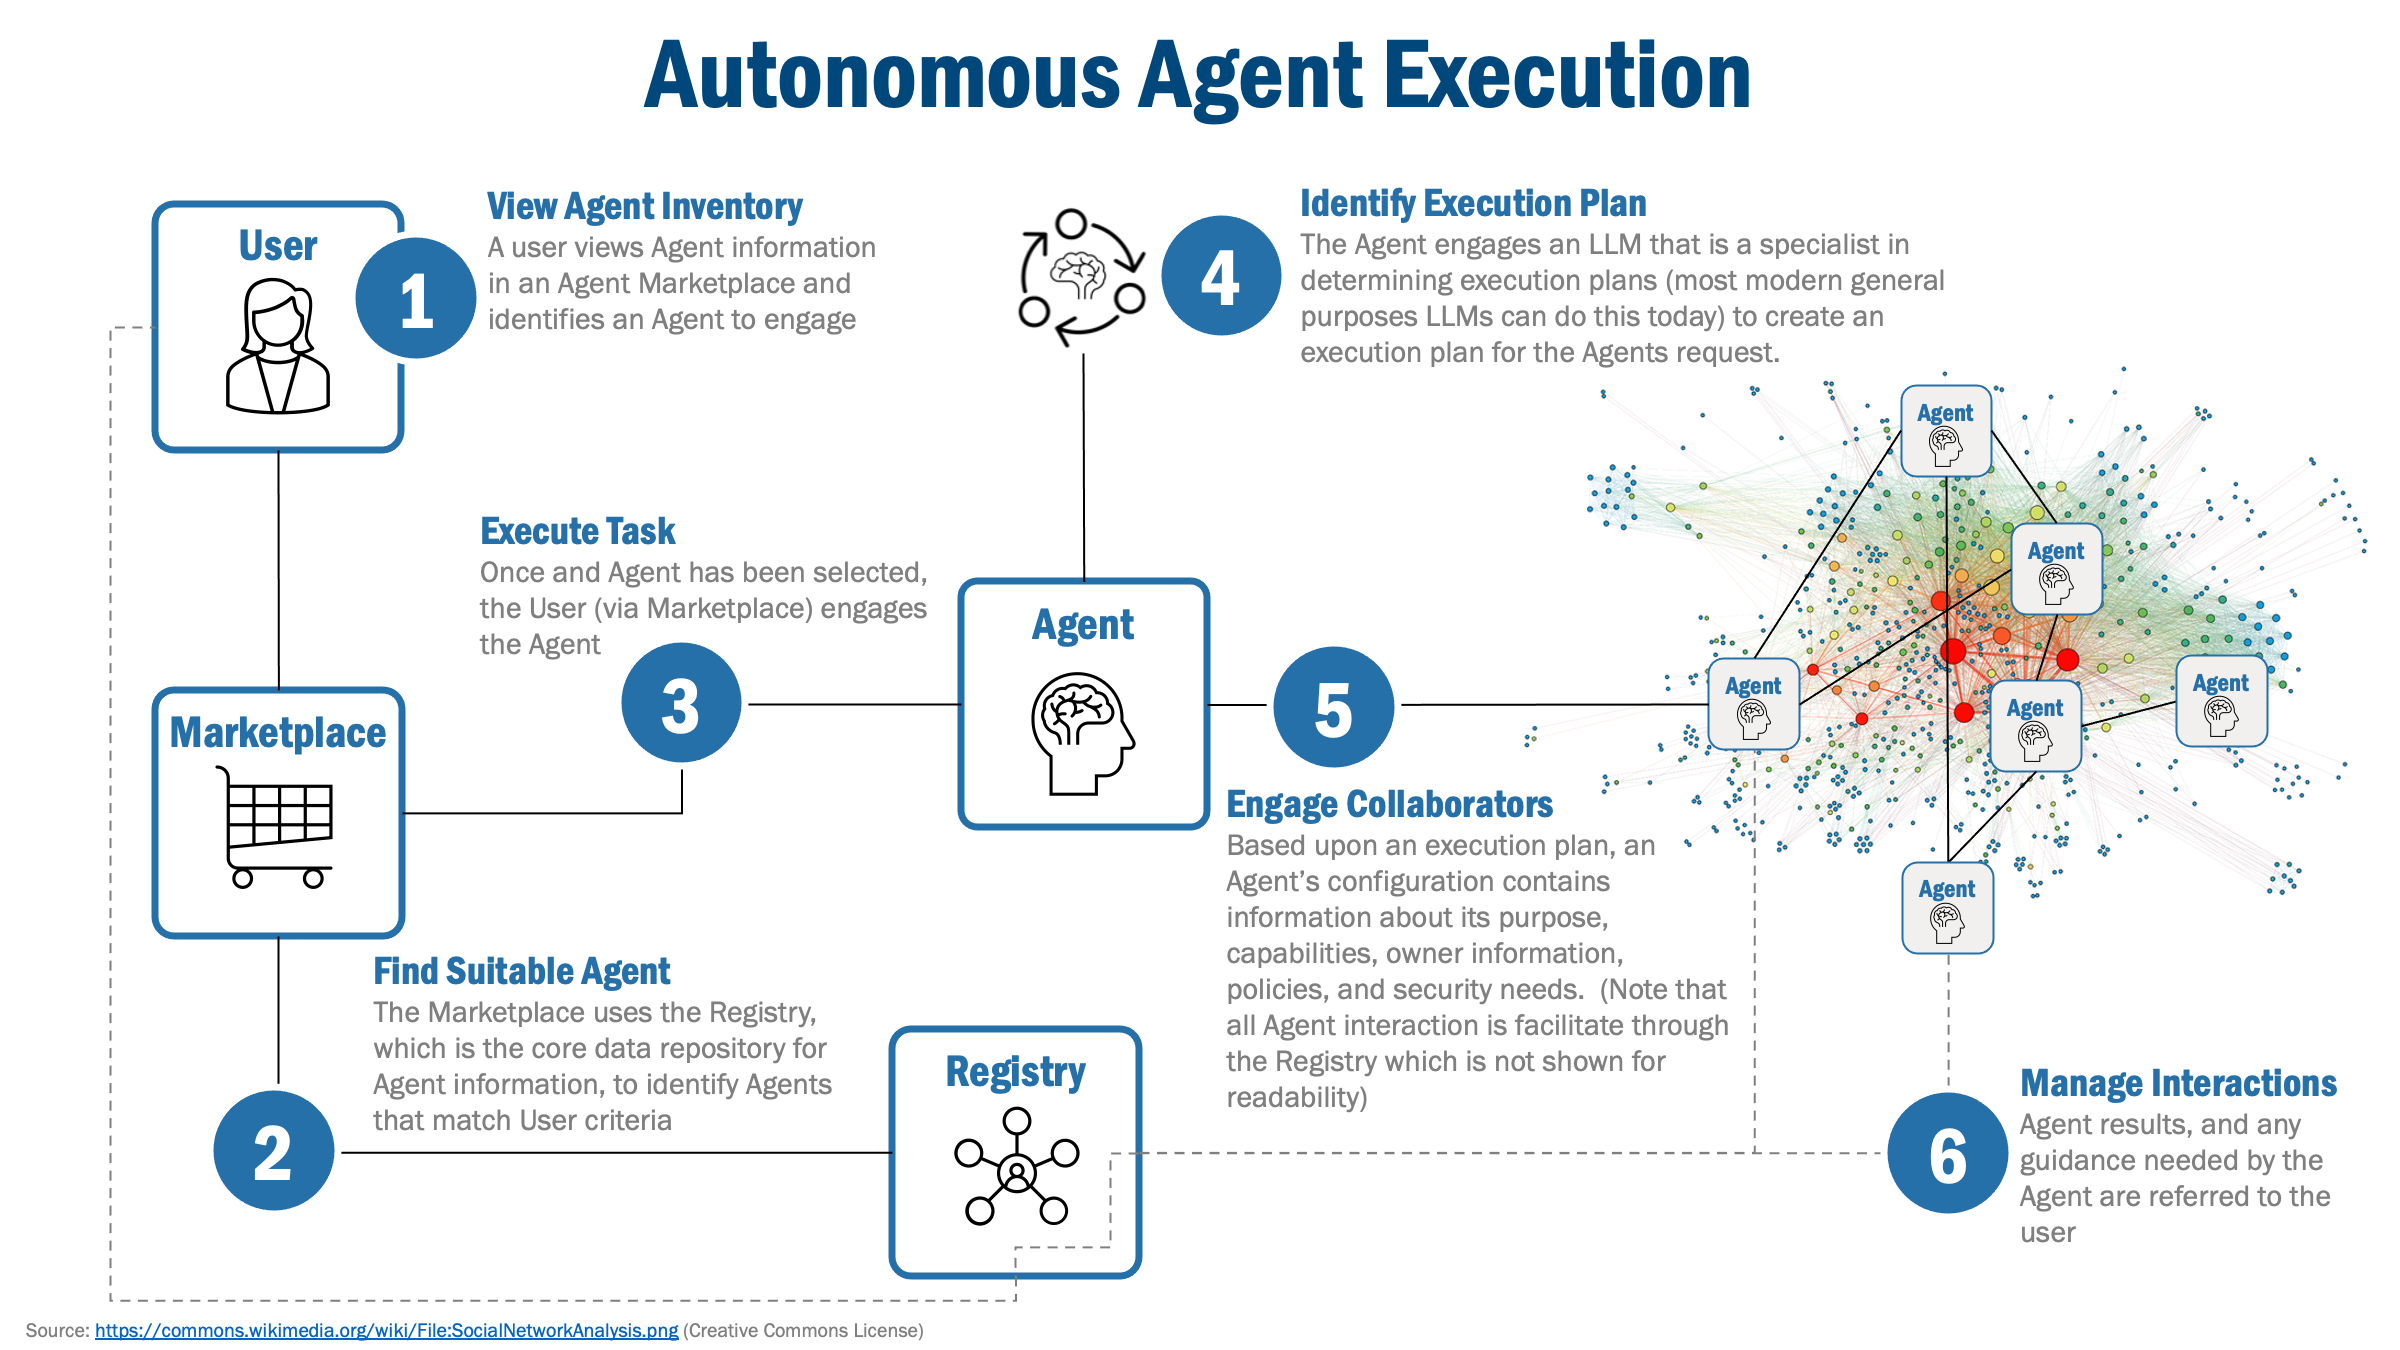 Autonomous Agent Execution
User
1
View Agent Inventory
A user views Agent information
in an Agent Marketplace and
identifies an Agent to engage
4
Identify Execution Plan
The Agent engages an LLM that is a specialist in
determining execution plans (most modern general
purposes LLMs can do this today) to create an
execution plan for the Agents request.
Marketplace
Execute Task
Once and Agent has been selected,
the User (via Marketplace) engages
the Agent
3
Agent
5
Engage Collaborators
Based upon an execution plan, an
Agent’s configuration contains
information about its purpose,
capabilities, owner information,
policies, and security needs.  (Note that
all Agent interaction is facilitate through
the Registry which is not shown for
readability)
Agent
Agent
Agent
Agent
Agent
Agent
2
Find Suitable Agent
The Marketplace uses the Registry,
which is the core data repository for
Agent information, to identify Agents
that match User criteria
Registry
6
Manage Interactions
Agent results, and any
guidance needed by the
Agent are referred to the
user
Source: https://commons.wikimedia.org/wiki/File:SocialNetworkAnalysis.png (Creative Commons License)